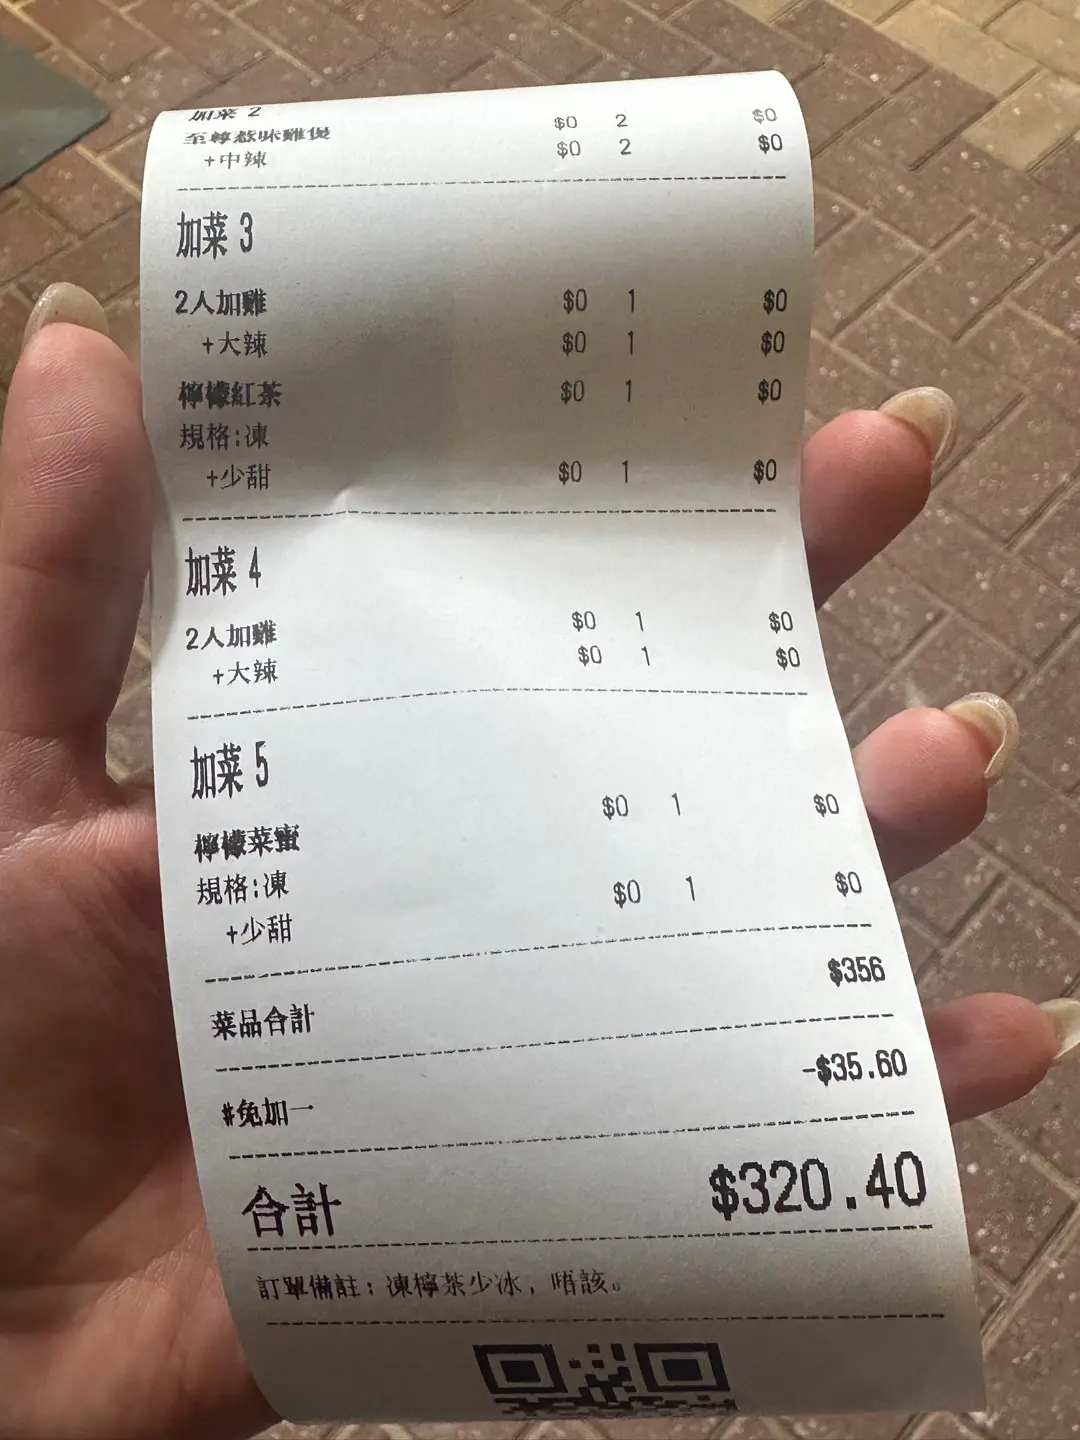 加菜 2
至尊惹味雞煲 $0 2 $0
+中辣 $0 2 $0
加菜 3
2人加雞 $0 1 $0
+大辣 $0 1 $0
檸檬紅茶 $0 1 $0
規格:凍
+少甜 $0 1 $0
加菜 4
2人加雞 $0 1 $0
+大辣 $0 1 $0
加菜 5
檸檬菜蜜 $0 1 $0
規格:凍
+少甜 $0 1 $0
菜品合計 $356
#免加一 -$35.60
合計 $320.40
訂單備註：凍檸茶少冰，唔該。